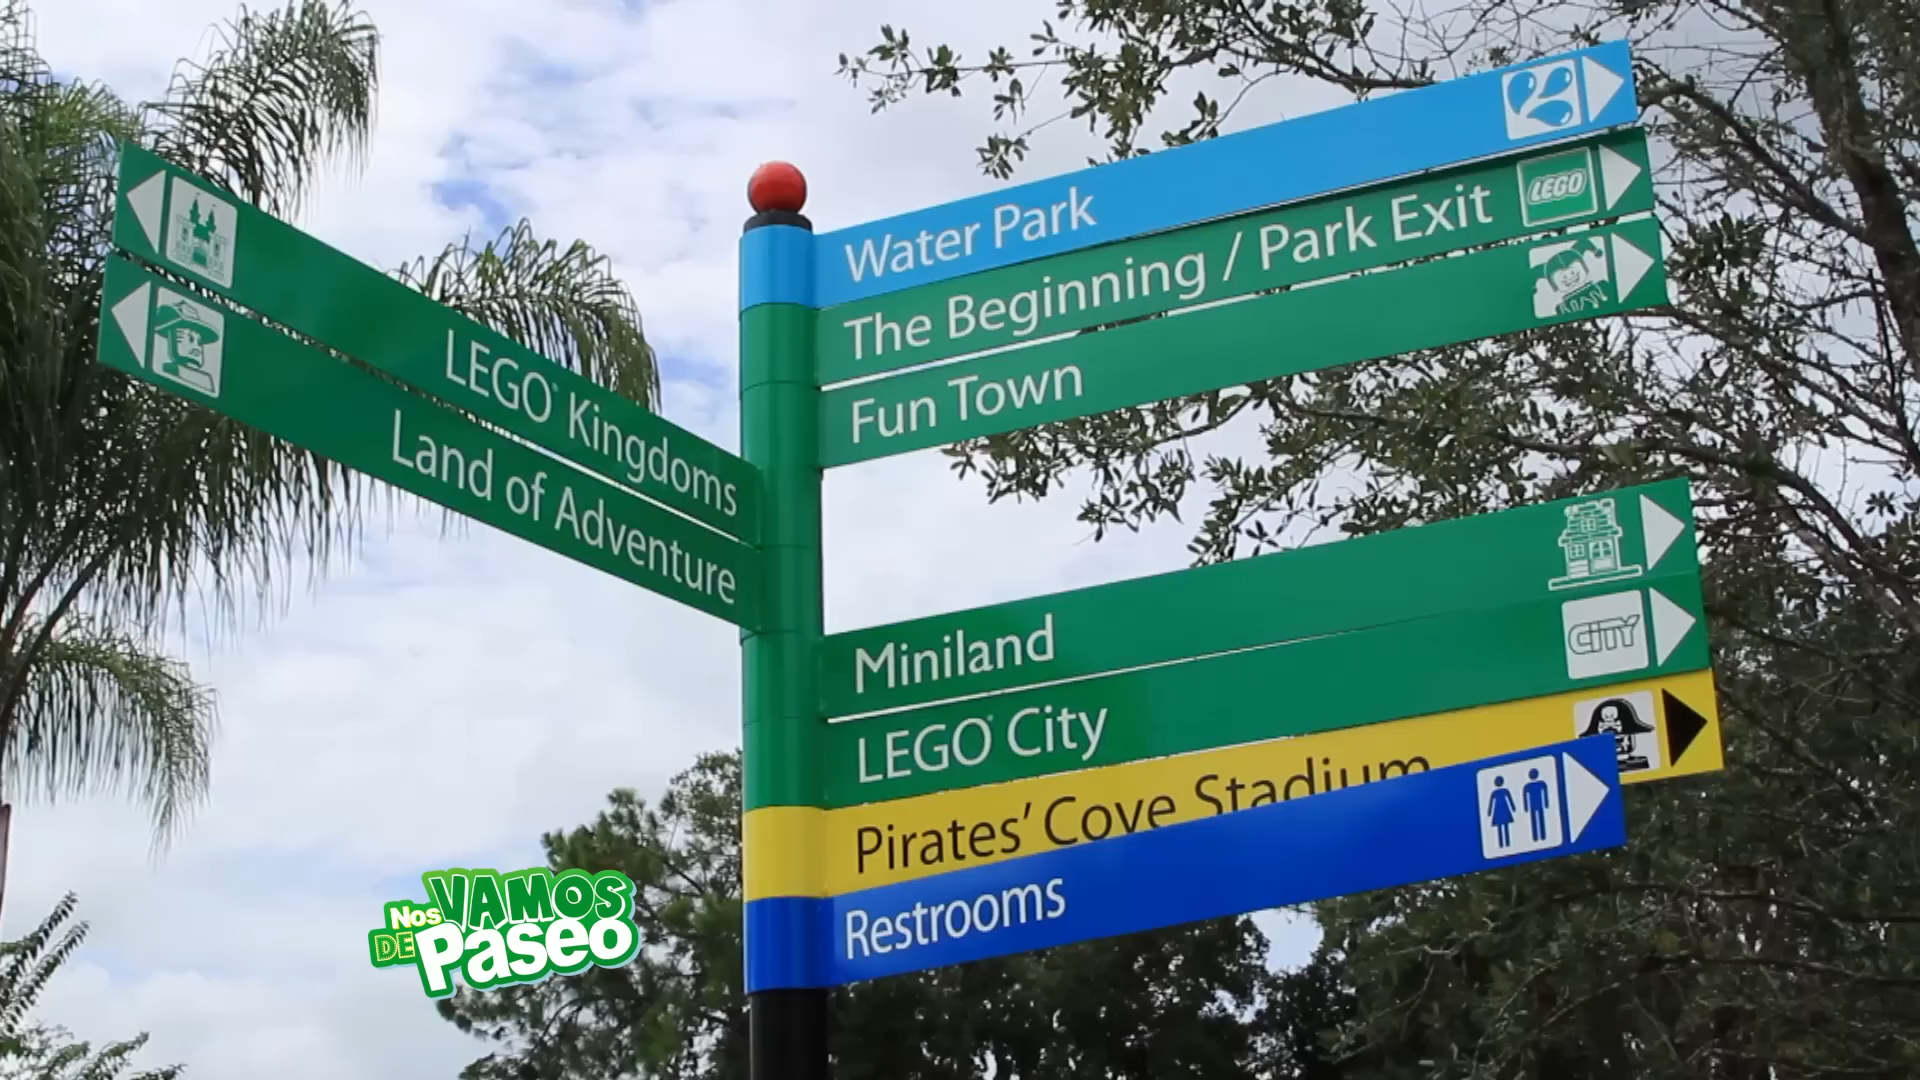 Water Park
The Beginning / Park Exit
LEGO
Fun Town
LEGO® Kingdoms
Land of Adventure
Miniland
LEGO® City
CITY
Pirates' Cove Stadium
Restrooms
Nos VAMOS
DE Paseo